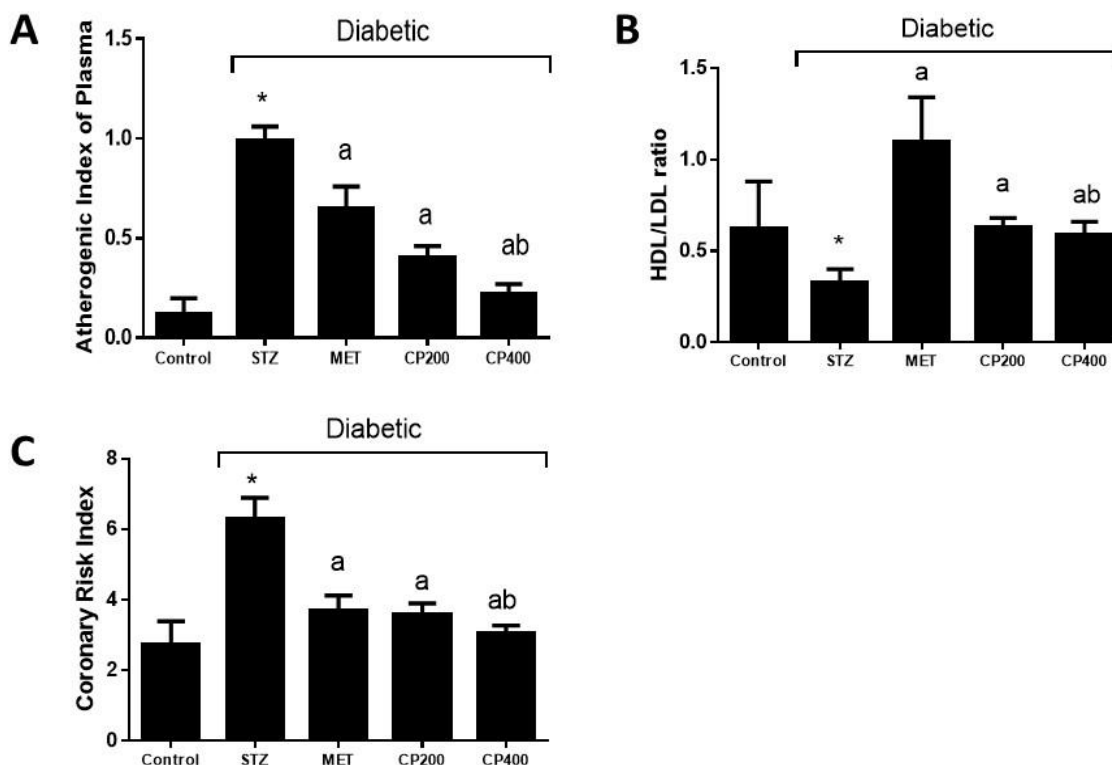 A
Diabetic
Atherogenic Index of Plasma
1.5
1.0
0.5
0.0
*
a
a
ab
Control STZ MET CP200 CP400
B
Diabetic
HDL/LDL ratio
1.5
1.0
0.5
0.0
*
a
a
ab
Control STZ MET CP200 CP400
C
Diabetic
Coronary Risk Index
8
6
4
2
0
*
a
a
ab
Control STZ MET CP200 CP400